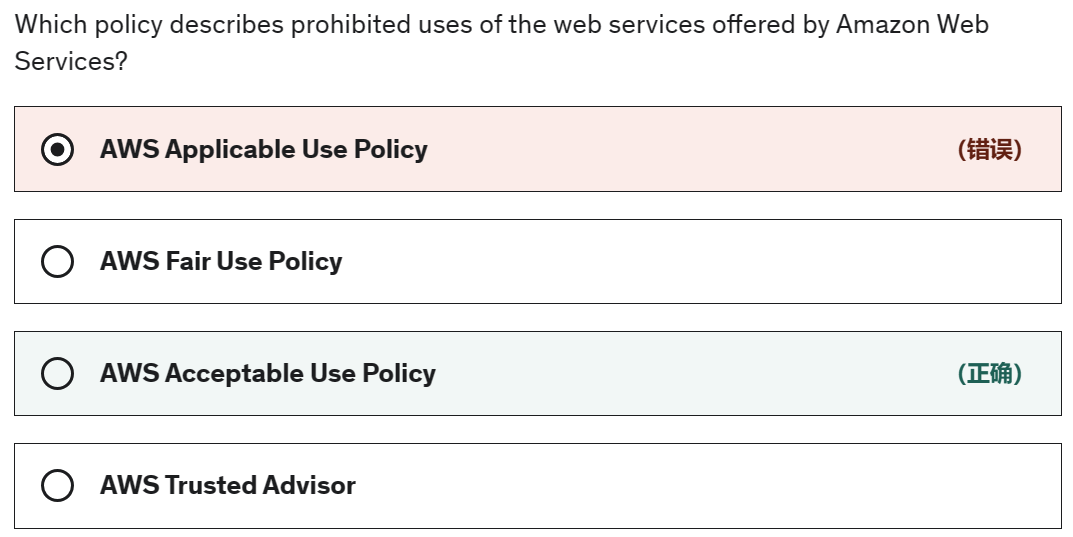 Which policy describes prohibited uses of the web services offered by Amazon Web
Services?
AWS Applicable Use Policy (错误)
AWS Fair Use Policy
AWS Acceptable Use Policy (正确)
AWS Trusted Advisor